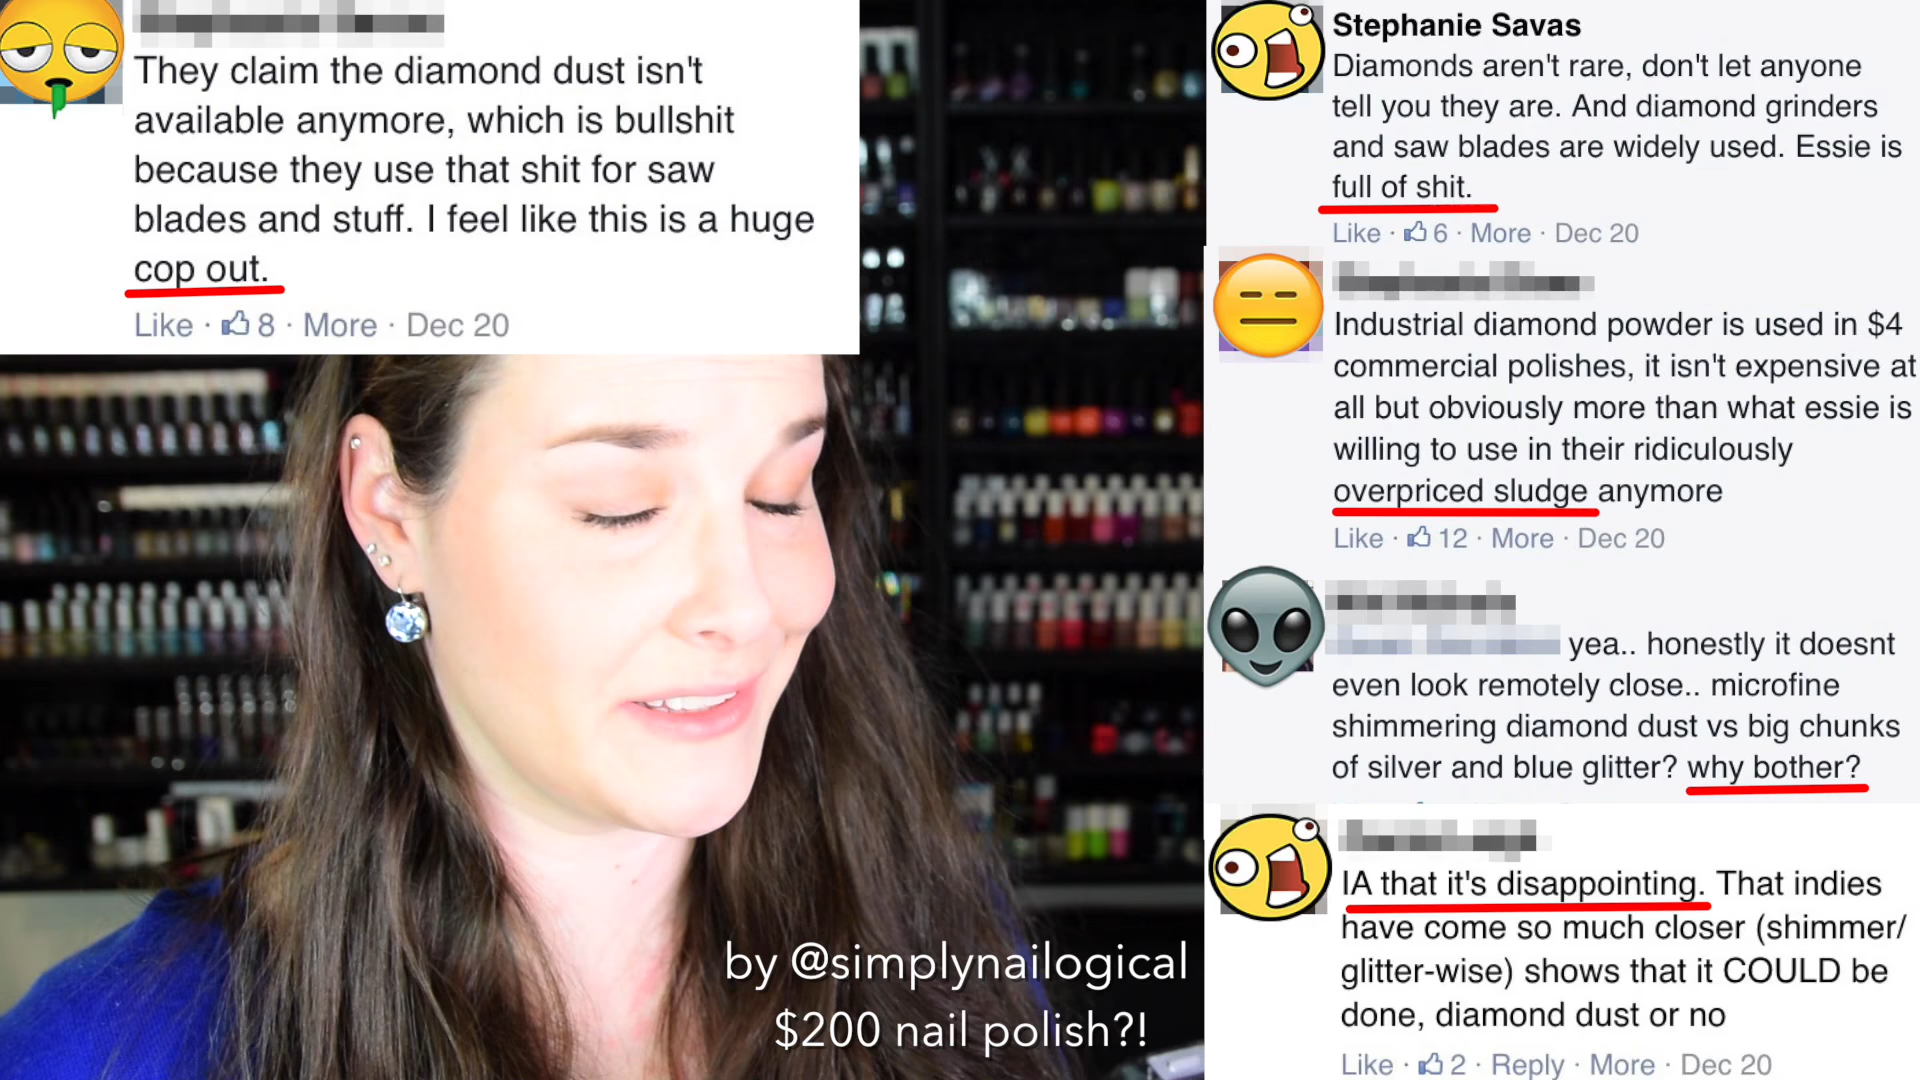 They claim the diamond dust isn't
available anymore, which is bullshit
because they use that shit for saw
blades and stuff. I feel like this is a huge
cop out.
Like · 8 · More · Dec 20
Stephanie Savas
Diamonds aren't rare, don't let anyone
tell you they are. And diamond grinders
and saw blades are widely used. Essie is
full of shit.
Like · 6 · More · Dec 20
Industrial diamond powder is used in $4
commercial polishes, it isn't expensive at
all but obviously more than what essie is
willing to use in their ridiculously
overpriced sludge anymore
Like · 12 · More · Dec 20
yea.. honestly it doesnt
even look remotely close.. microfine
shimmering diamond dust vs big chunks
of silver and blue glitter? why bother?
IA that it's disappointing. That indies
have come so much closer (shimmer/
glitter-wise) shows that it COULD be
done, diamond dust or no
Like · 2 · Reply · More · Dec 20
by @simplynailogical
$200 nail polish?!